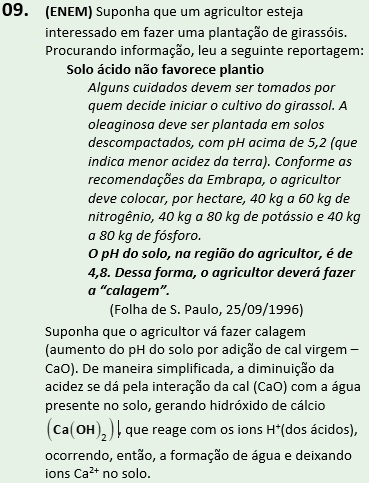 09. (ENEM) Suponha que um agricultor esteja
interessado em fazer uma plantação de girassóis.
Procurando informação, leu a seguinte reportagem:
Solo ácido não favorece plantio
Alguns cuidados devem ser tomados por
quem decide iniciar o cultivo do girassol. A
oleaginosa deve ser plantada em solos
descompactados, com pH acima de 5,2 (que
indica menor acidez da terra). Conforme as
recomendações da Embrapa, o agricultor
deve colocar, por hectare, 40 kg a 60 kg de
nitrogênio, 40 kg a 80 kg de potássio e 40 kg
a 80 kg de fósforo.
O pH do solo, na região do agricultor, é de
4,8. Dessa forma, o agricultor deverá fazer
a “calagem”.
(Folha de S. Paulo, 25/09/1996)
Suponha que o agricultor vá fazer calagem
(aumento do pH do solo por adição de cal virgem –
CaO). De maneira simplificada, a diminuição da
acidez se dá pela interação da cal (CaO) com a água
presente no solo, gerando hidróxido de cálcio
(Ca(OH)₂), que reage com os ions H⁺(dos ácidos),
ocorrendo, então, a formação de água e deixando
ions Ca²⁺ no solo.